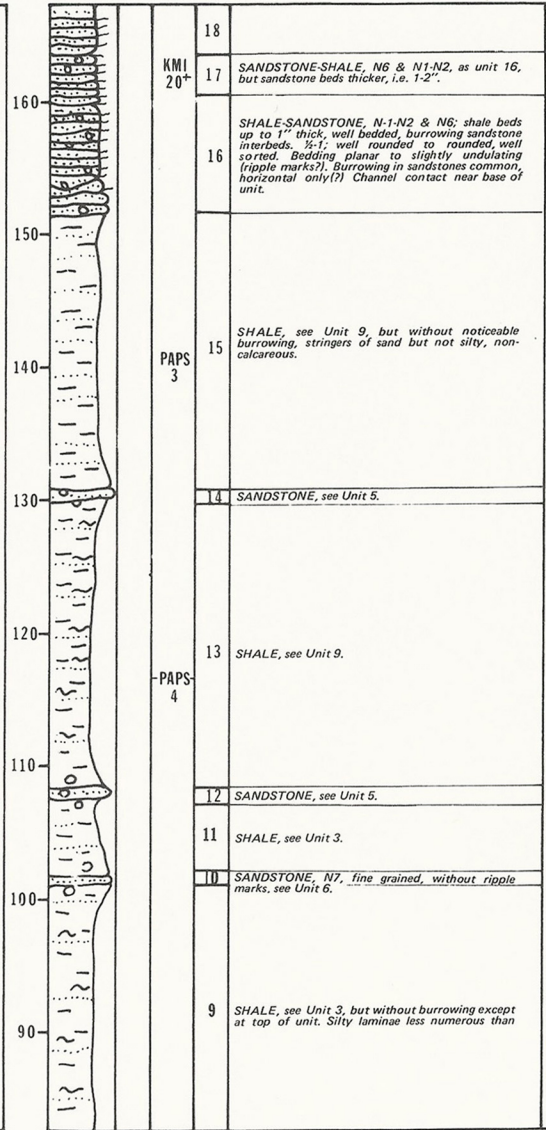 18
KMI
20+
17
SANDSTONE-SHALE, N6 & N1-N2, as unit 16,
but sandstone beds thicker, i.e. 1-2".
160
16
SHALE-SANDSTONE, N-1-N2 & N6; shale beds
up to 1" thick, well bedded, burrowing sandstone
interbeds. ½-1; well rounded to rounded, well
sorted. Bedding planar to slightly undulating
(ripple marks?). Burrowing in sandstones common,
horizontal only(?) Channel contact near base of
unit.
150
15
SHALE, see Unit 9, but without noticeable
burrowing, stringers of sand but not silty, non-
calcareous.
140
PAPS
3
130
14
SANDSTONE, see Unit 5.
120
13
SHALE, see Unit 9.
PAPS
4
110
12
SANDSTONE, see Unit 5.
11
SHALE, see Unit 3.
10
SANDSTONE, N7, fine grained, without ripple
marks, see Unit 6.
100
9
SHALE, see Unit 3, but without burrowing except
at top of unit. Silty laminae less numerous than
90